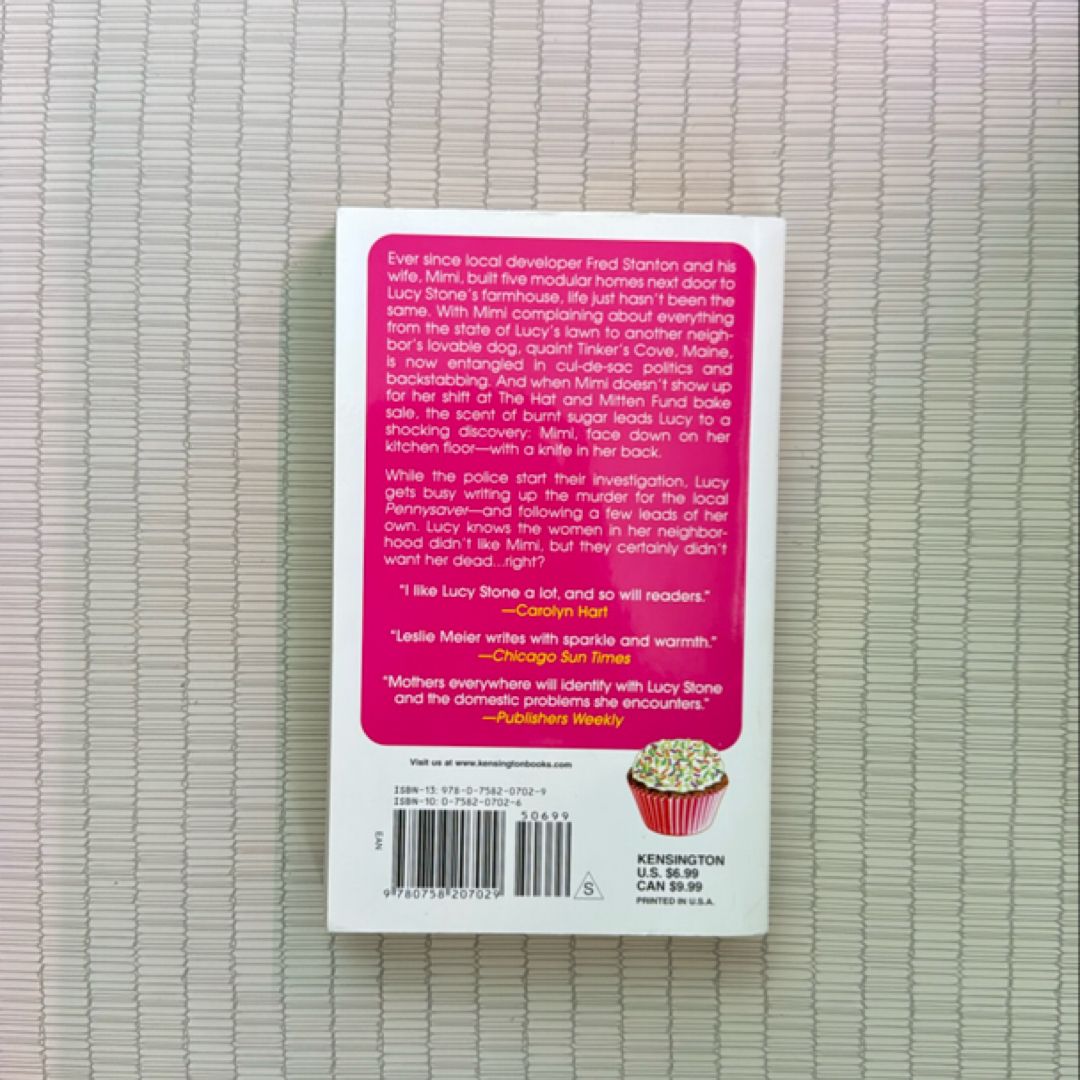 Ever since local developer Fred Stanton and his
wife, Mimi, built five modular homes next door to
Lucy Stone's farmhouse, life just hasn't been the
same. With Mimi complaining about everything
from the state of Lucy's lawn to another neigh-
bor's lovable dog, quaint Tinker's Cove, Maine,
is now entangled in cul-de-sac politics and
backstabbing. And when Mimi doesn't show up
for her shift at The Hat and Mitten Fund bake
sale, the scent of burnt sugar leads Lucy to a
shocking discovery: Mimi, face down on her
kitchen floor—with a knife in her back.
While the police start their investigation, Lucy
gets busy writing up the murder for the local
Pennysaver—and following a few leads of her
own. Lucy knows the women in her neighbor-
hood didn't like Mimi, but they certainly didn't
want her dead...right?
"I like Lucy Stone a lot, and so will readers."
—Carolyn Hart
"Leslie Meier writes with sparkle and warmth."
—Chicago Sun Times
"Mothers everywhere will identify with Lucy Stone
and the domestic problems she encounters."
—Publishers Weekly
Visit us at www.kensingtonbooks.com
ISBN-13: 978-0-7582-0702-9
ISBN-10: 0-7582-0702-6
50699
EAN
9 780758 207029
S
KENSINGTON
U.S. $6.99
CAN $9.99
PRINTED IN U.S.A.